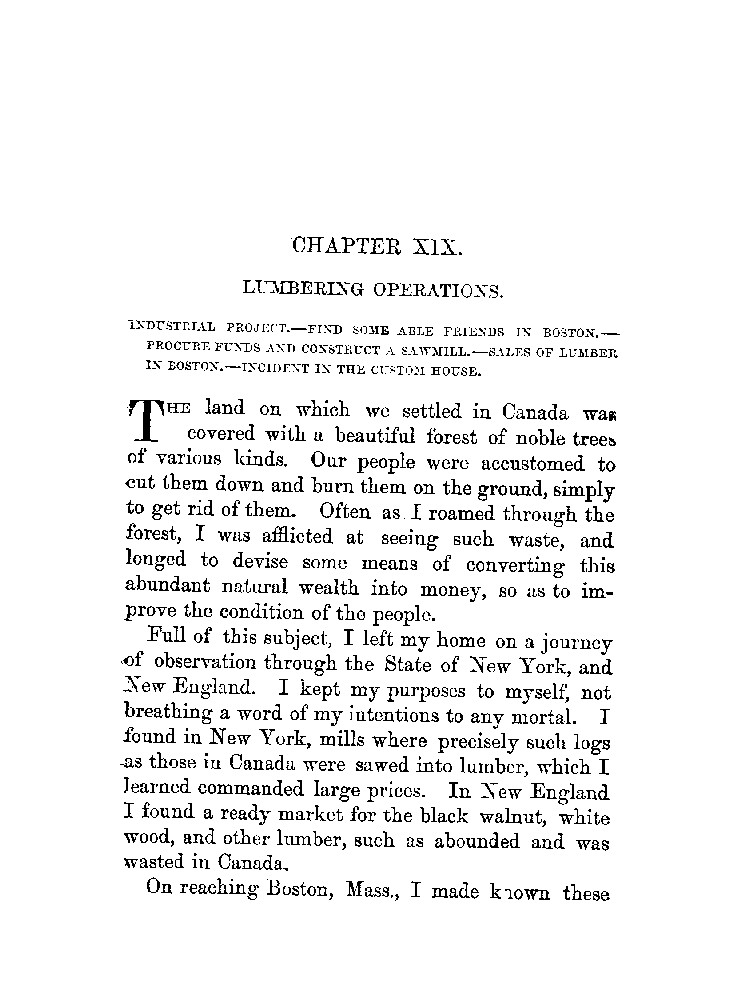 CHAPTER XIX.
LUMBERING OPERATIONS.
INDUSTRIAL PROJECT.—FIND SOME ABLE FRIENDS IN BOSTON.—
PROCURE FUNDS AND CONSTRUCT A SAWMILL.—SALES OF LUMBER
IN BOSTON.—INCIDENT IN THE CUSTOM HOUSE.
THE land on which we settled in Canada was
covered with a beautiful forest of noble trees
of various kinds. Our people were accustomed to
cut them down and burn them on the ground, simply
to get rid of them. Often as I roamed through the
forest, I was afflicted at seeing such waste, and
longed to devise some means of converting this
abundant natural wealth into money, so as to im-
prove the condition of the people.
Full of this subject, I left my home on a journey
of observation through the State of New York, and
New England. I kept my purposes to myself, not
breathing a word of my intentions to any mortal. I
found in New York, mills where precisely such logs
as those in Canada were sawed into lumber, which I
learned commanded large prices. In New England
I found a ready market for the black walnut, white
wood, and other lumber, such as abounded and was
wasted in Canada.
On reaching Boston, Mass., I made known these